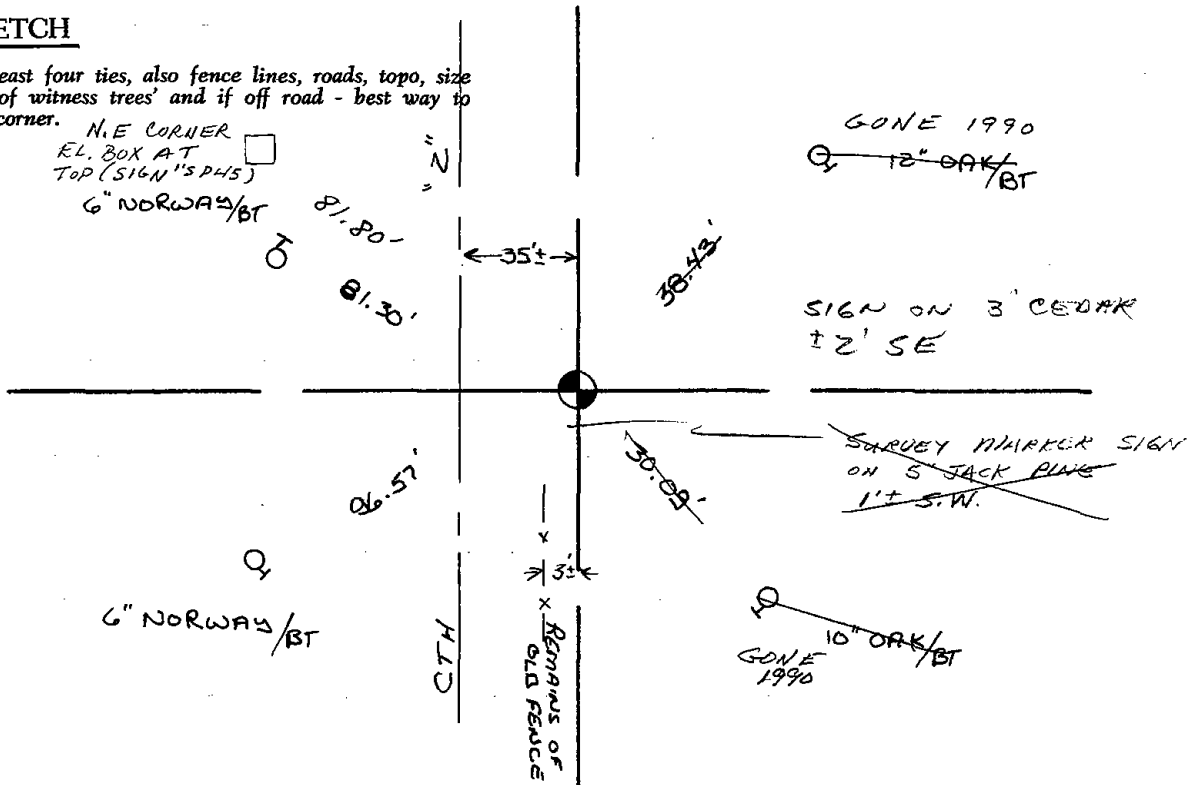 ETCH
east four ties, also fence lines, roads, topo, size
of witness trees' and if off road - best way to
corner.
N.E CORNER
EL. BOX AT
TOP (SIGN "S PLUS)
6" NORWAY/BT
81.80'
81.30'
"N"
35'±
38.43'
GONE 1990
12" OAK/BT
SIGN ON 3' CEDAR
± 2' SE
SURVEY MARKER SIGN
ON 5" JACK PINE
1'± S.W.
96.57'
30.09'
6" NORWAY/BT
CTH
x
3'±
x
REMAINS OF
OLD FENCE
10" OAK/BT
GONE
1990